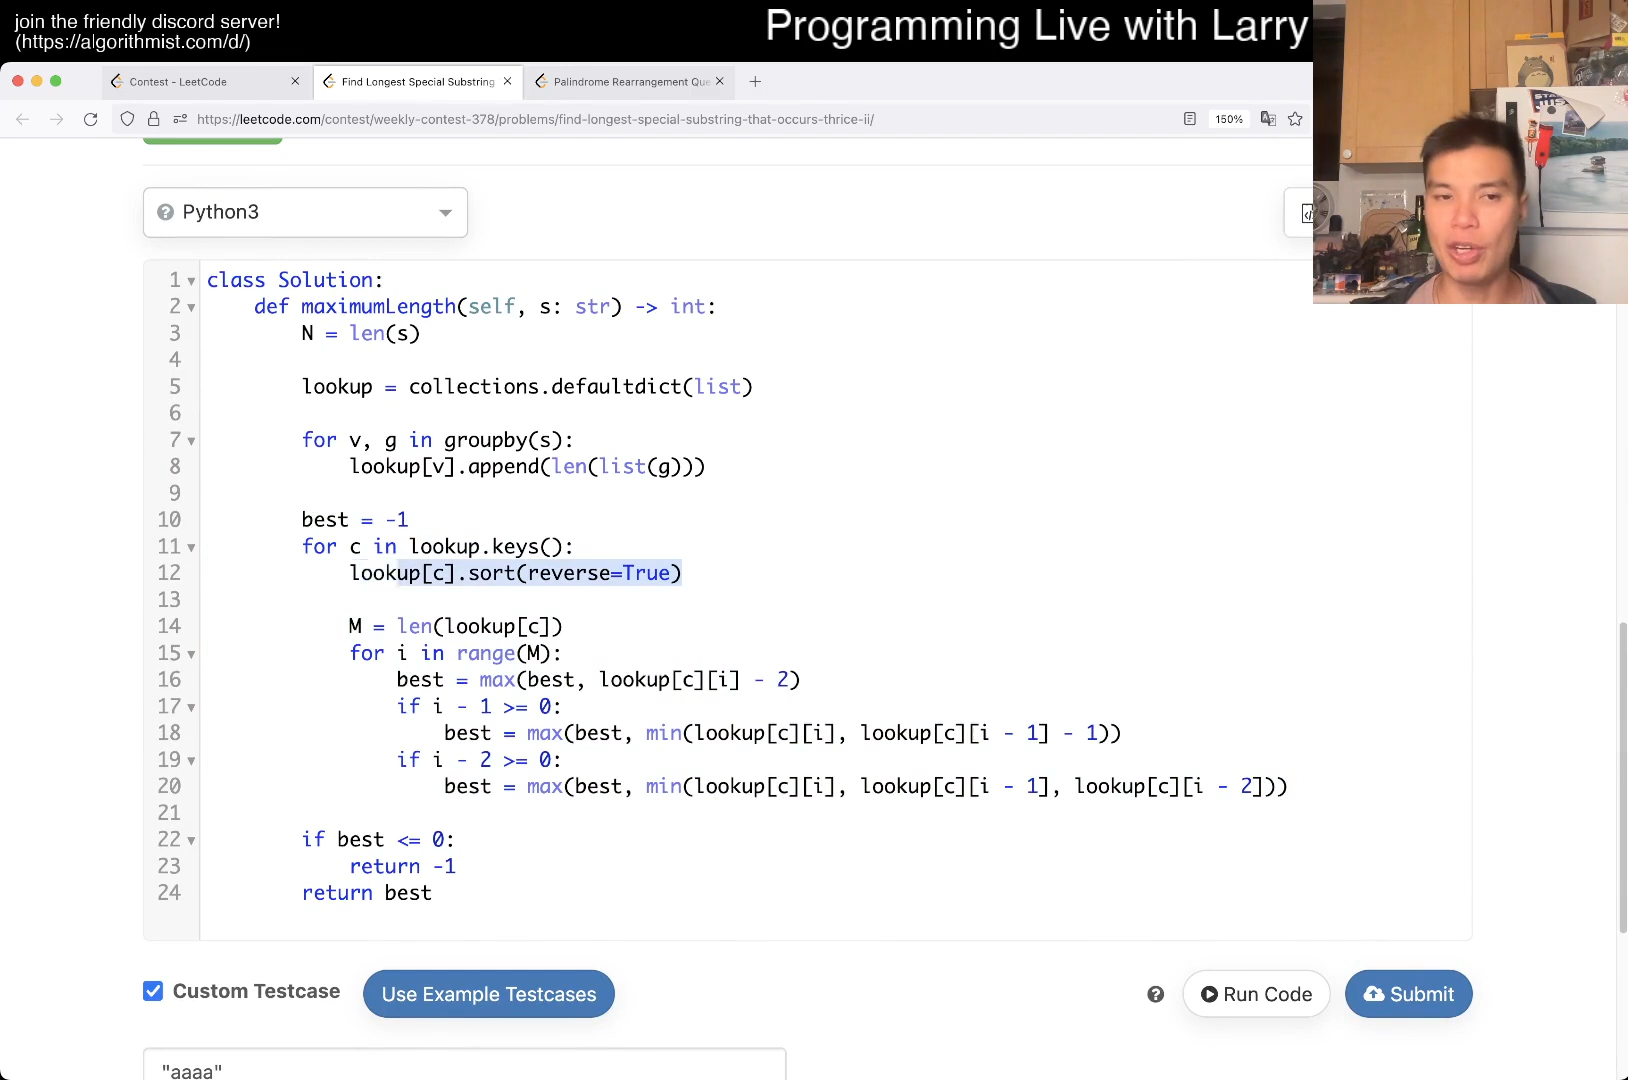 join the friendly discord server!
(https://algorithmist.com/d/)
Programming Live with Larry
Contest - LeetCode
Find Longest Special Substring
Palindrome Rearrangement Que
https://leetcode.com/contest/weekly-contest-378/problems/find-longest-special-substring-that-occurs-thrice-ii/
150%
Python3
1 class Solution:
2     def maximumLength(self, s: str) -> int:
3         N = len(s)
4
5         lookup = collections.defaultdict(list)
6
7         for v, g in groupby(s):
8             lookup[v].append(len(list(g)))
9
10         best = -1
11         for c in lookup.keys():
12             lookup[c].sort(reverse=True)
13
14             M = len(lookup[c])
15             for i in range(M):
16                 best = max(best, lookup[c][i] - 2)
17                 if i - 1 >= 0:
18                     best = max(best, min(lookup[c][i], lookup[c][i - 1] - 1))
19                 if i - 2 >= 0:
20                     best = max(best, min(lookup[c][i], lookup[c][i - 1], lookup[c][i - 2]))
21
22         if best <= 0:
23             return -1
24         return best
Custom Testcase
Use Example Testcases
Run Code
Submit
"aaaa"